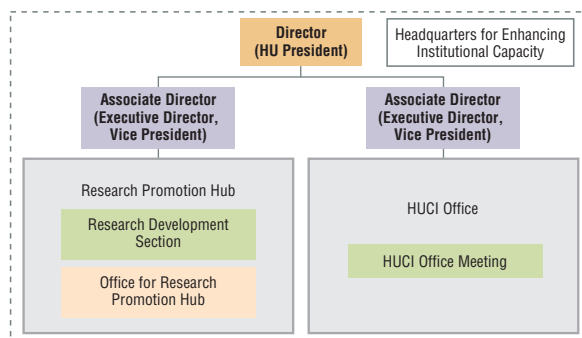 Director
(HU President)
Headquarters for Enhancing
Institutional Capacity
Associate Director
(Executive Director,
Vice President)
Associate Director
(Executive Director,
Vice President)
Research Promotion Hub
Research Development
Section
Office for Research
Promotion Hub
HUCI Office
HUCI Office Meeting